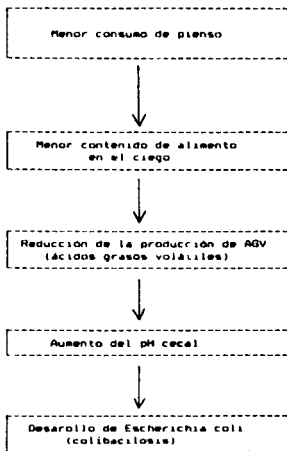 Menor consumo de pienso
Menor contenido de alimento
en el ciego
Reducción de la producción de AGV
(ácidos grasos volátiles)
Aumento del pH cecal
Desarollo de Escherichia coli
(colibacilosis)